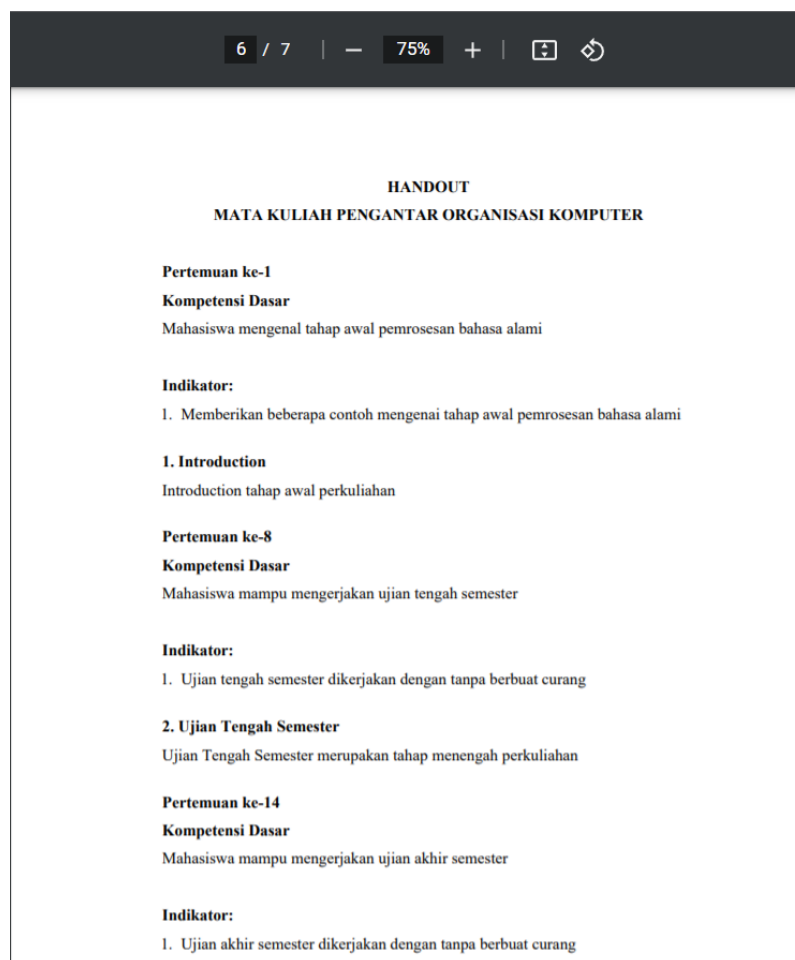 6 / 7 | — 75% + |
HANDOUT
MATA KULIAH PENGANTAR ORGANISASI KOMPUTER
Pertemuan ke-1
Kompetensi Dasar
Mahasiswa mengenal tahap awal pemrosesan bahasa alami
Indikator:
1. Memberikan beberapa contoh mengenai tahap awal pemrosesan bahasa alami
1. Introduction
Introduction tahap awal perkuliahan
Pertemuan ke-8
Kompetensi Dasar
Mahasiswa mampu mengerjakan ujian tengah semester
Indikator:
1. Ujian tengah semester dikerjakan dengan tanpa berbuat curang
2. Ujian Tengah Semester
Ujian Tengah Semester merupakan tahap menengah perkuliahan
Pertemuan ke-14
Kompetensi Dasar
Mahasiswa mampu mengerjakan ujian akhir semester
Indikator:
1. Ujian akhir semester dikerjakan dengan tanpa berbuat curang